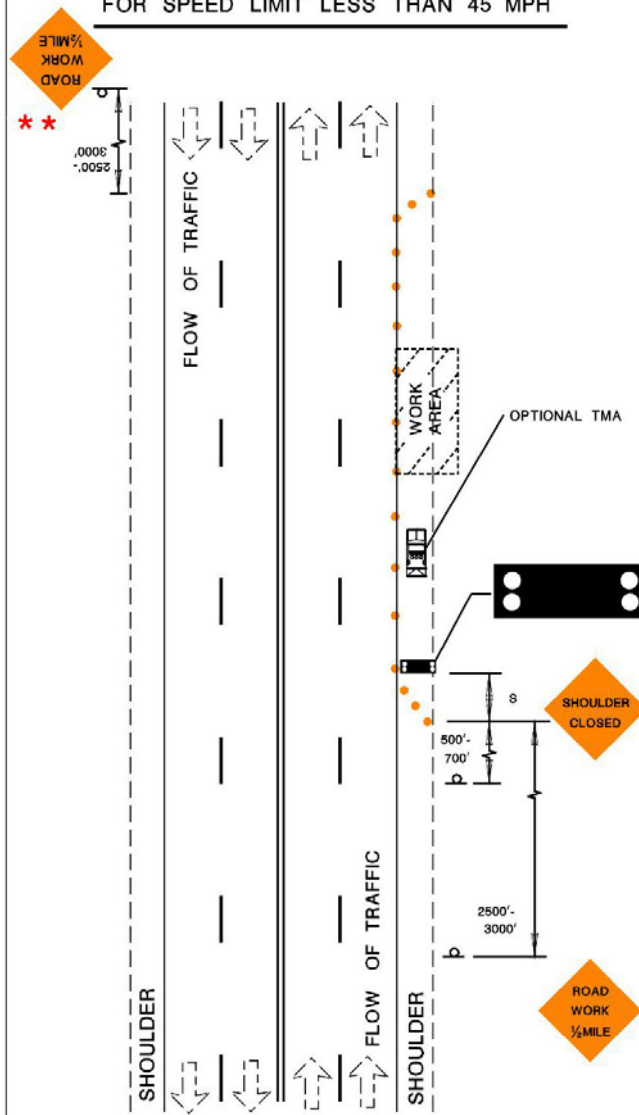 FOR SPEED LIMIT LESS THAN 45 MPH
ROAD
WORK
½MILE
**
2500'-
3000'
FLOW OF TRAFFIC
WORK
AREA
OPTIONAL TMA
SHOULDER
CLOSED
S
500'-
700'
2500'-
3000'
FLOW OF TRAFFIC
SHOULDER
SHOULDER
ROAD
WORK
½MILE